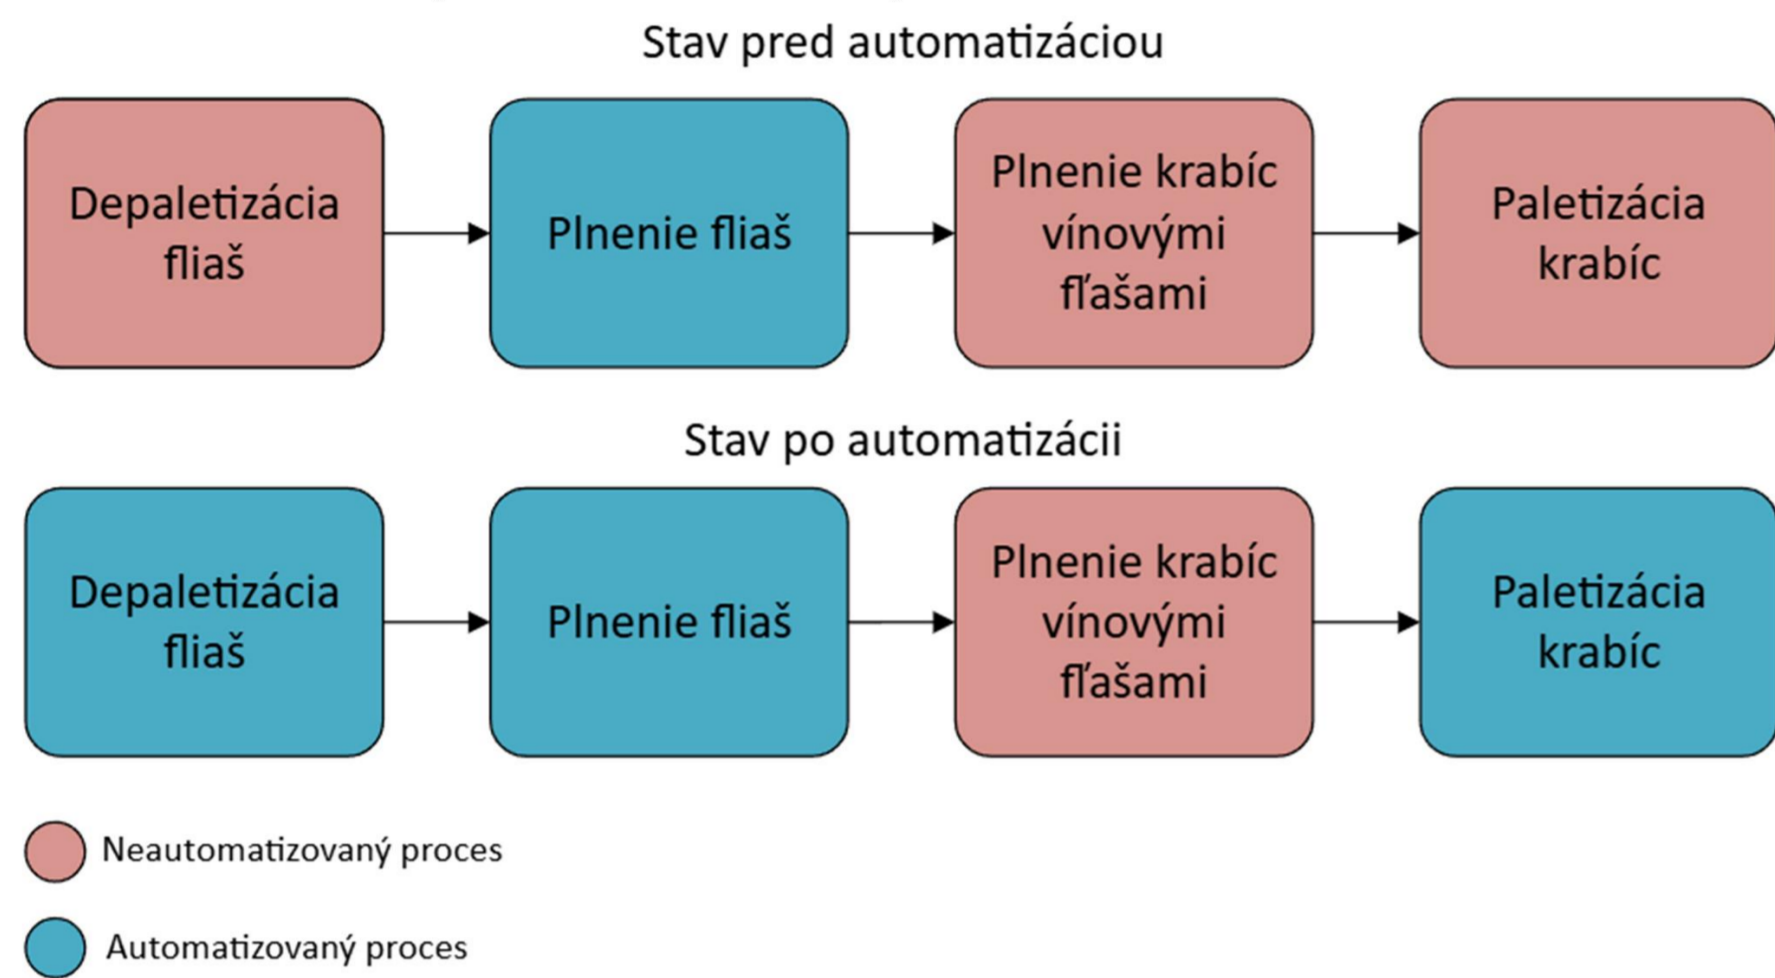 Stav pred automatizáciou
Depaletizácia
fliaš
Plnenie fliaš
Plnenie krabíc
vínovými
fľašami
Paletizácia
krabíc
Stav po automatizácii
Depaletizácia
fliaš
Plnenie fliaš
Plnenie krabíc
vínovými
fľašami
Paletizácia
krabíc
Neautomatizovaný proces
Automatizovaný proces